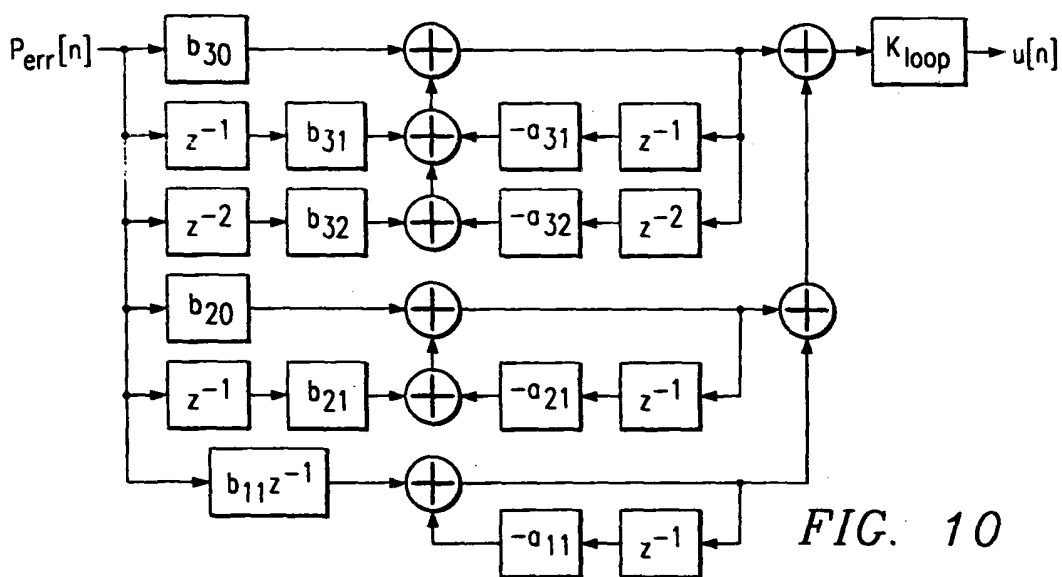 P_err[n] b_30 K_loop u[n]
z^-1 b_31 -a_31 z^-1
z^-2 b_32 -a_32 z^-2
b_20
z^-1 b_21 -a_21 z^-1
b_11 z^-1
-a_11 z^-1
FIG. 10